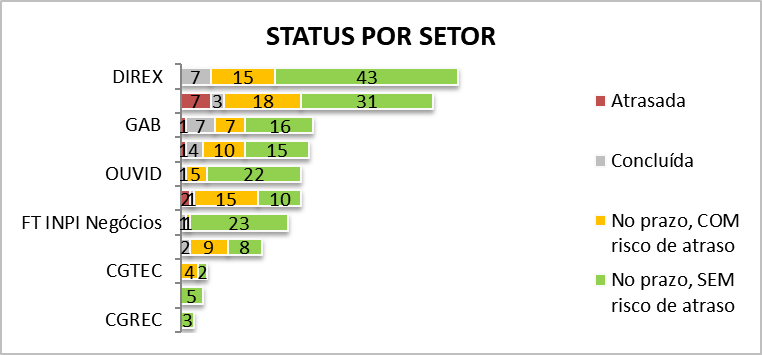 STATUS POR SETOR
DIREX 7 15 43
7 3 18 31
GAB 1 7 7 16
1 4 10 15
OUVID 1 5 22
2 1 15 10
FT INPI Negócios 1 1 23
2 9 8
CGTEC 4 2
5
CGREC 3
Atrasada
Concluída
No prazo, COM
risco de atraso
No prazo, SEM
risco de atraso